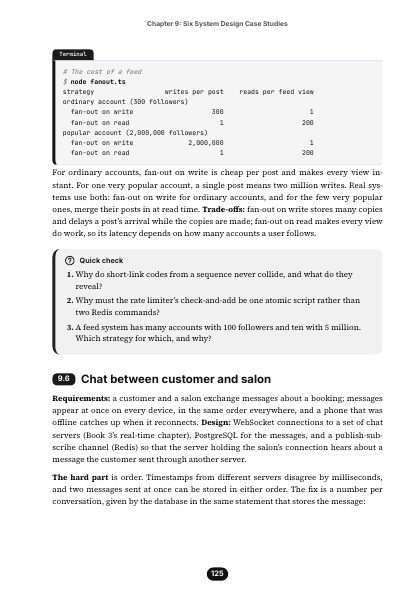 Chapter 9: Six System Design Case Studies
Terminal
# The cost of a feed
$ node fanout.ts
strategy writes per post reads per feed view
ordinary account (300 followers)
fan-out on write 300 1
fan-out on read 1 200
popular account (2,000,000 followers)
fan-out on write 2,000,000 1
fan-out on read 1 200
For ordinary accounts, fan-out on write is cheap per post and makes every view in-
stant. For one very popular account, a single post means two million writes. Real sys-
tems use both: fan-out on write for ordinary accounts, and for the few very popular
ones, merge their posts in at read time. Trade-offs: fan-out on write stores many copies
and delays a post's arrival while the copies are made; fan-out on read makes every view
do work, so its latency depends on how many accounts a user follows.
Quick check
1. Why do short-link codes from a sequence never collide, and what do they
reveal?
2. Why must the rate limiter's check-and-add be one atomic script rather than
two Redis commands?
3. A feed system has many accounts with 100 followers and ten with 5 million.
Which strategy for which, and why?
9.6 Chat between customer and salon
Requirements: a customer and a salon exchange messages about a booking; messages
appear at once on every device, in the same order everywhere, and a phone that was
offline catches up when it reconnects. Design: WebSocket connections to a set of chat
servers (Book 3's real-time chapter), PostgreSQL for the messages, and a publish-sub-
scribe channel (Redis) so that the server holding the salon's connection hears about a
message the customer sent through another server.
The hard part is order. Timestamps from different servers disagree by milliseconds,
and two messages sent at once can be stored in either order. The fix is a number per
conversation, given by the database in the same statement that stores the message:
125